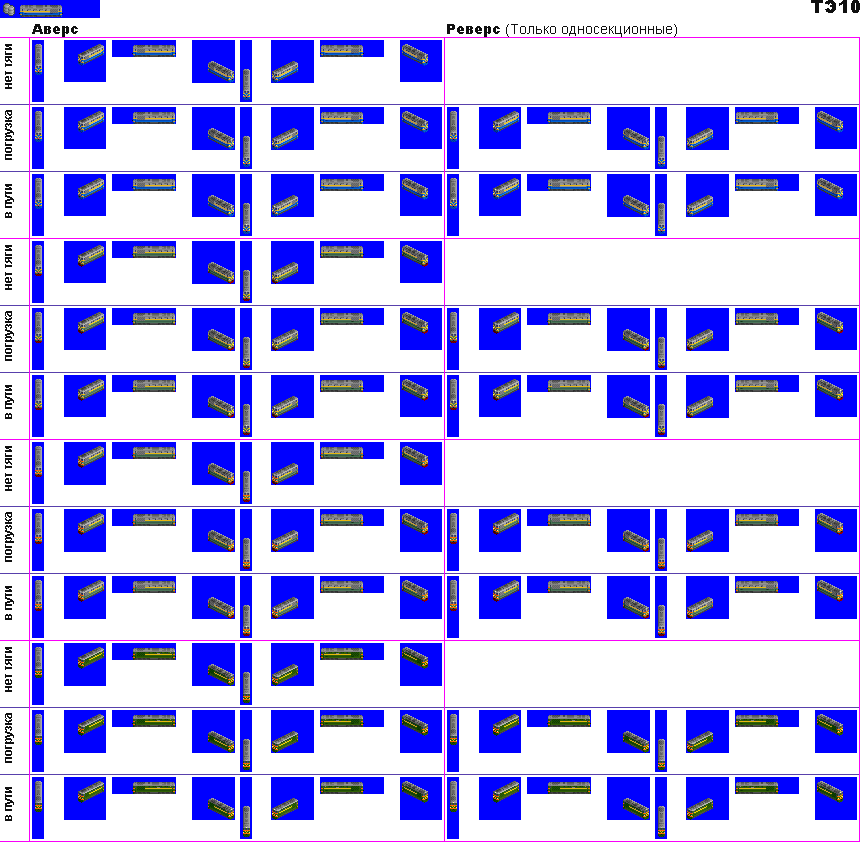 ТЭ10
Аверс
Реверс (Только односекционные)
нет тяги
погрузка
в пути
нет тяги
погрузка
в пути
нет тяги
погрузка
в пути
нет тяги
погрузка
в пути